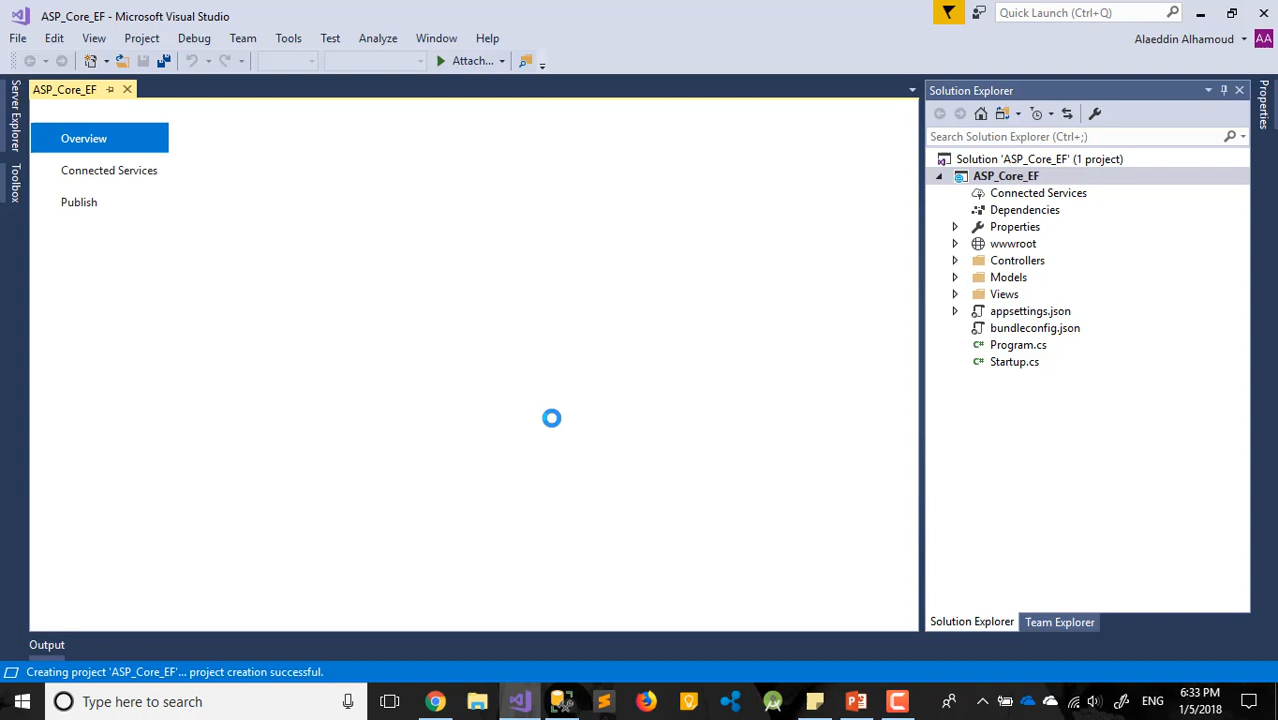 ASP_Core_EF - Microsoft Visual Studio
Quick Launch (Ctrl+Q)
File Edit View Project Debug Team Tools Test Analyze Window Help
Alaeddin Alhamoud AA
Attach...
ASP_Core_EF
Solution Explorer
Server Explorer
Toolbox
Properties
Overview
Connected Services
Publish
Search Solution Explorer (Ctrl+;)
Solution 'ASP_Core_EF' (1 project)
ASP_Core_EF
Connected Services
Dependencies
Properties
wwwroot
Controllers
Models
Views
appsettings.json
bundleconfig.json
C# Program.cs
C# Startup.cs
Solution Explorer Team Explorer
Output
Creating project 'ASP_Core_EF'... project creation successful.
Type here to search
ENG
6:33 PM
1/5/2018